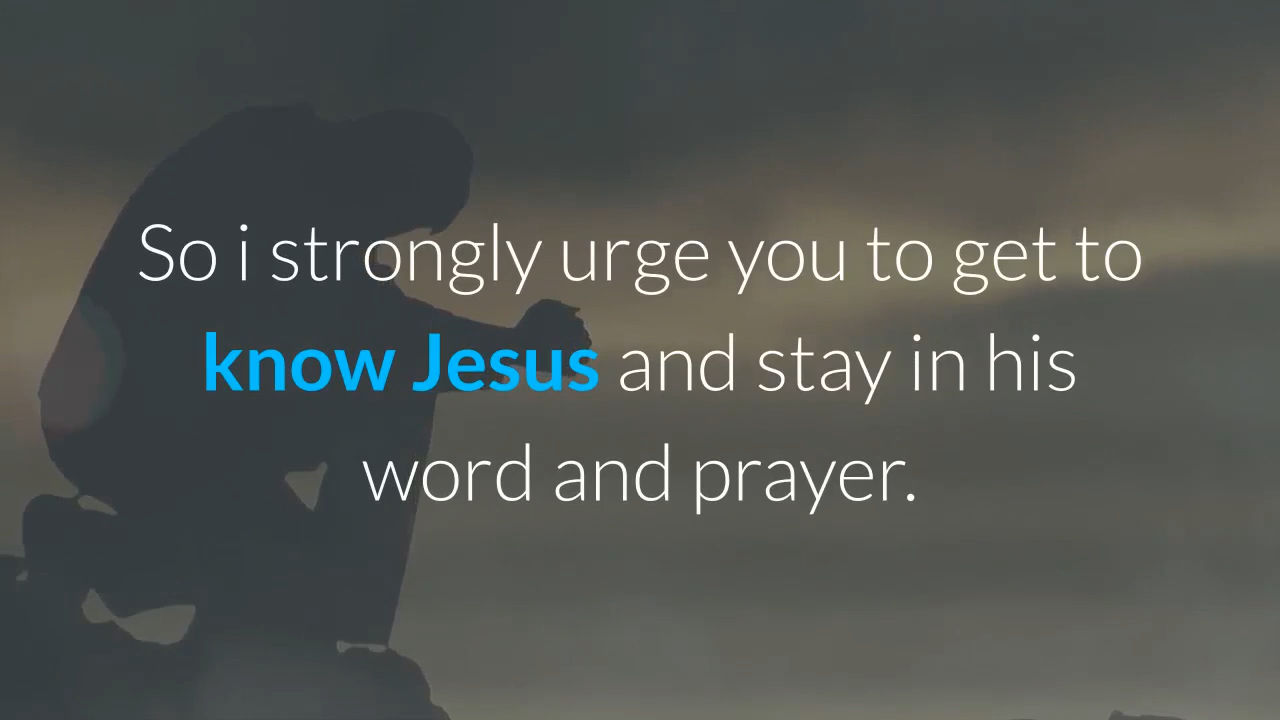 So i strongly urge you to get to
know Jesus and stay in his
word and prayer.